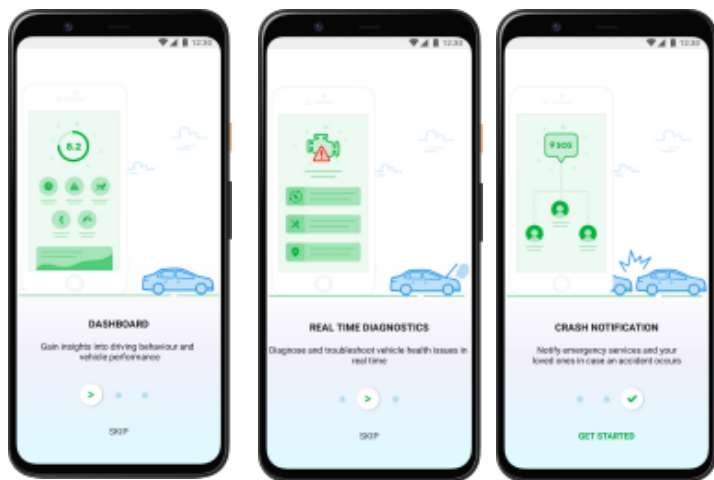 12:30
8.2
DASHBOARD
Gain insights into driving behaviour and
vehicle performance
>
SKIP
12:30
REAL TIME DIAGNOSTICS
Diagnose and troubleshoot vehicle health issues in
real time
>
SKIP
12:30
SOS
CRASH NOTIFICATION
Notify emergency services and your
loved ones in case an accident occurs
GET STARTED